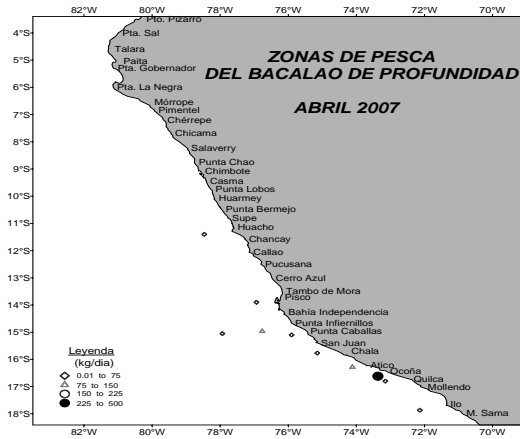 82°W 80°W 78°W 76°W 74°W 72°W 70°W
Pto. Pizarro
4°S
Pta. Sal
ZONAS DE PESCA
DEL BACALAO DE PROFUNDIDAD
ABRIL 2007
Talara
Paita
5°S
Pta. Gobernador
6°S
Pta. La Negra
Mórrope
Pimentel
7°S
Chérrepe
Chicama
8°S
Salaverry
Punta Chao
9°S
Chimbote
Casma
Punta Lobos
10°S
Huarmey
Punta Bermejo
Supe
11°S
Huacho
Chancay
12°S
Callao
Pucusana
13°S
Cerro Azul
Tambo de Mora
Pisco
14°S
Bahía Independencia
Punta Infiernillos
15°S
Punta Caballas
San Juan
Chala
16°S
Atico
Ocoña
Quilca
Mollendo
17°S
Ilo
M. Sama
18°S
Leyenda
(kg/dia)
0.01 to 75
75 to 150
150 to 225
225 to 500
82°W 80°W 78°W 76°W 74°W 72°W 70°W